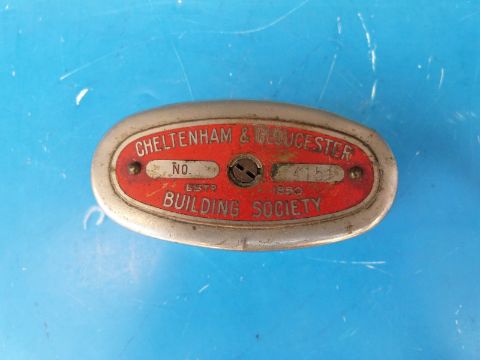 CHELTENHAM & GLOUCESTER
NO.
ESTD 1850
BUILDING SOCIETY